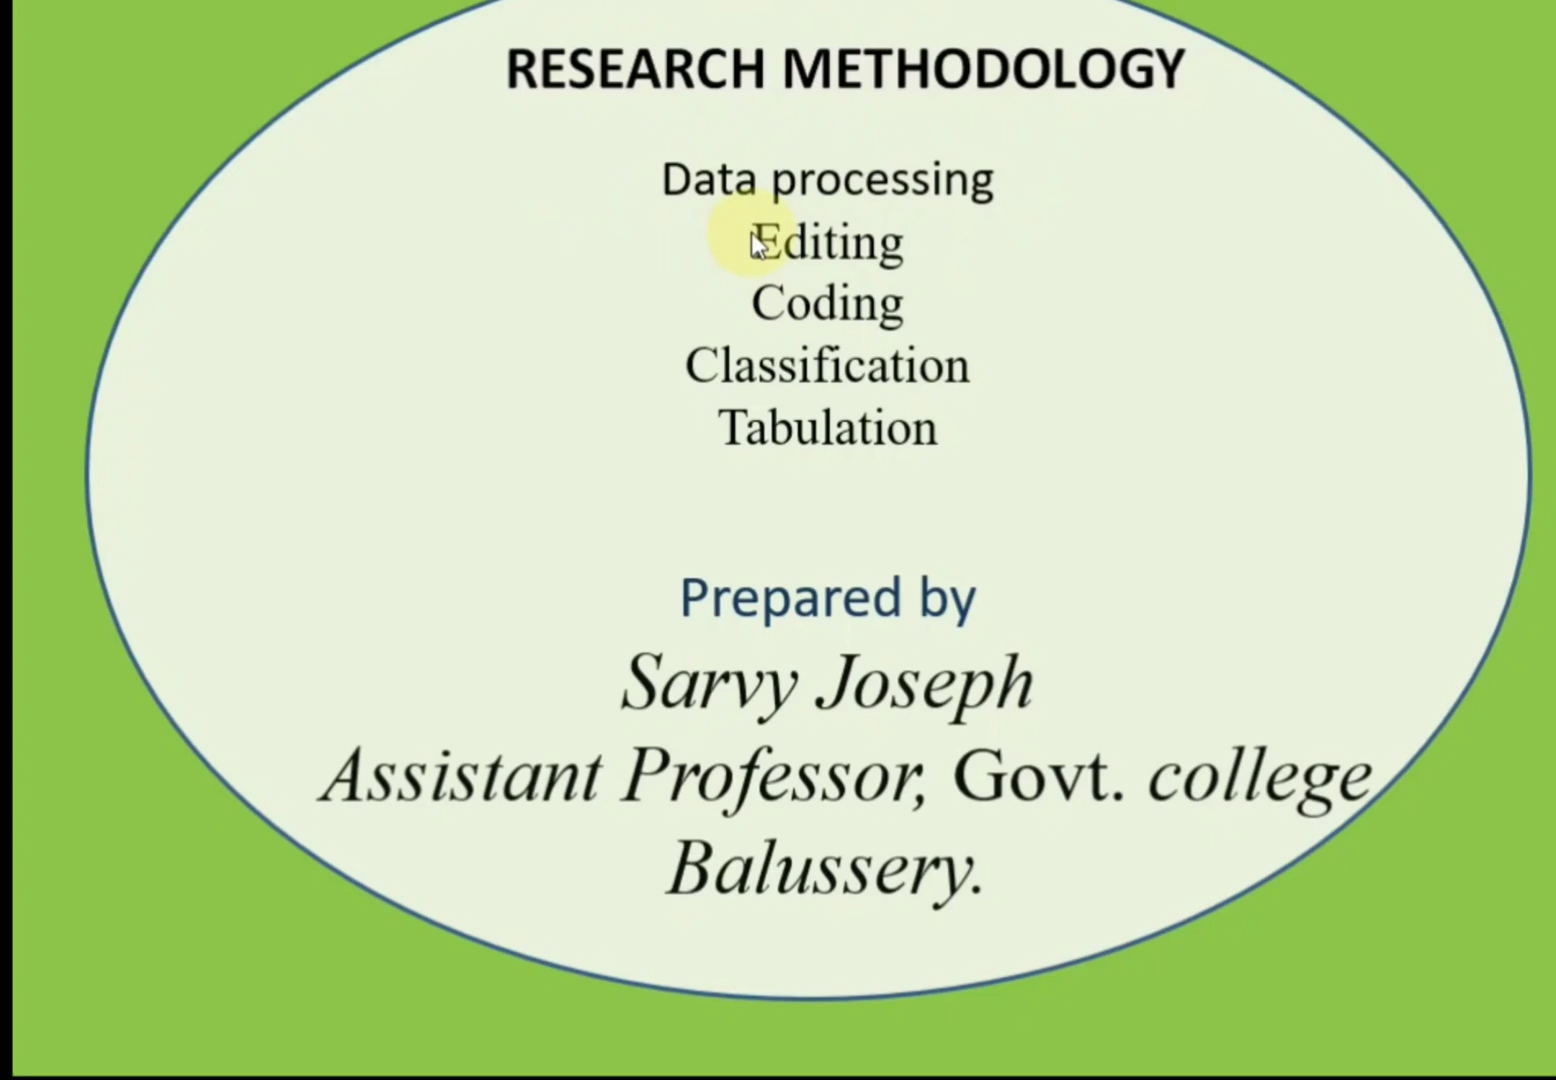 RESEARCH METHODOLOGY
Data processing
Editing
Coding
Classification
Tabulation
Prepared by
Sarvy Joseph
Assistant Professor, Govt. college
Balussery.